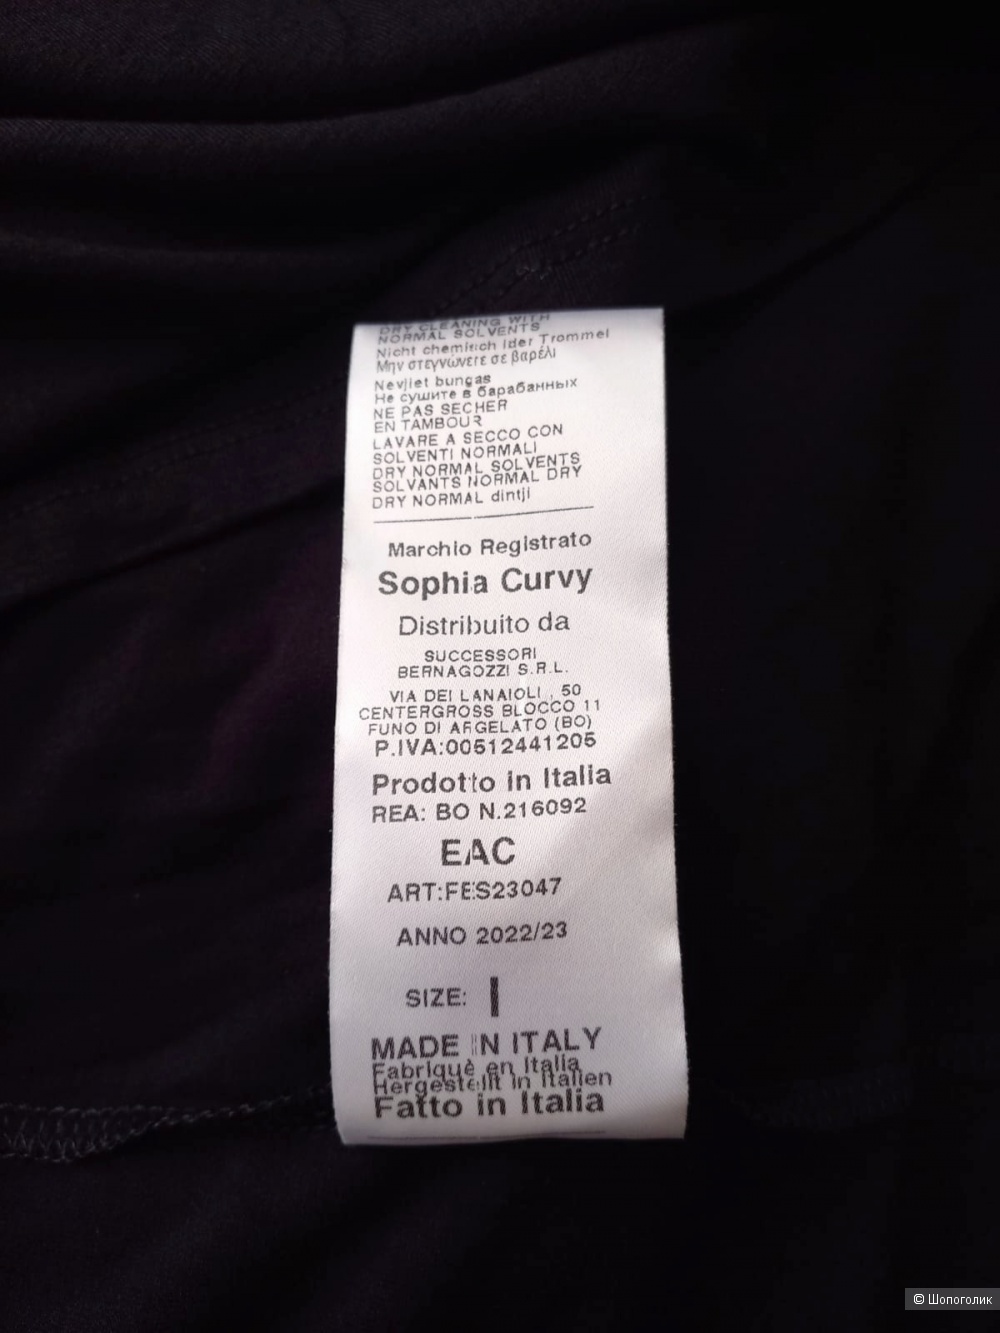 DRY CLEANING WITH
NORMAL SOLVENTS
Nicht chemitich Ider Trommel
Μην στεγνώνετε σε βαρέλι
Nevjiet bungas
Не сушите в барабанных
NE PAS SECHER
EN TAMBOUR
LAVARE A SECCO CON
SOLVENTI NORMALI
DRY NORMAL SOLVENTS
SOLVANTS NORMAL DRY
DRY NORMAL dintji
Marchio Registrato
Sophia Curvy
Distribuito da
SUCCESSORI
BERNAGOZZI S.R.L.
VIA DEI LANAIOLI , 50
CENTERGROSS BLOCCO 11
FUNO DI ARGELATO (BO)
P.IVA:00512441205
Prodotto in Italia
REA: BO N.216092
EAC
ART:FES23047
ANNO 2022/23
SIZE: I
MADE IN ITALY
Fabriquè en Italia
Hergestellt in Italien
Fatto in Italia
© Шопоголик